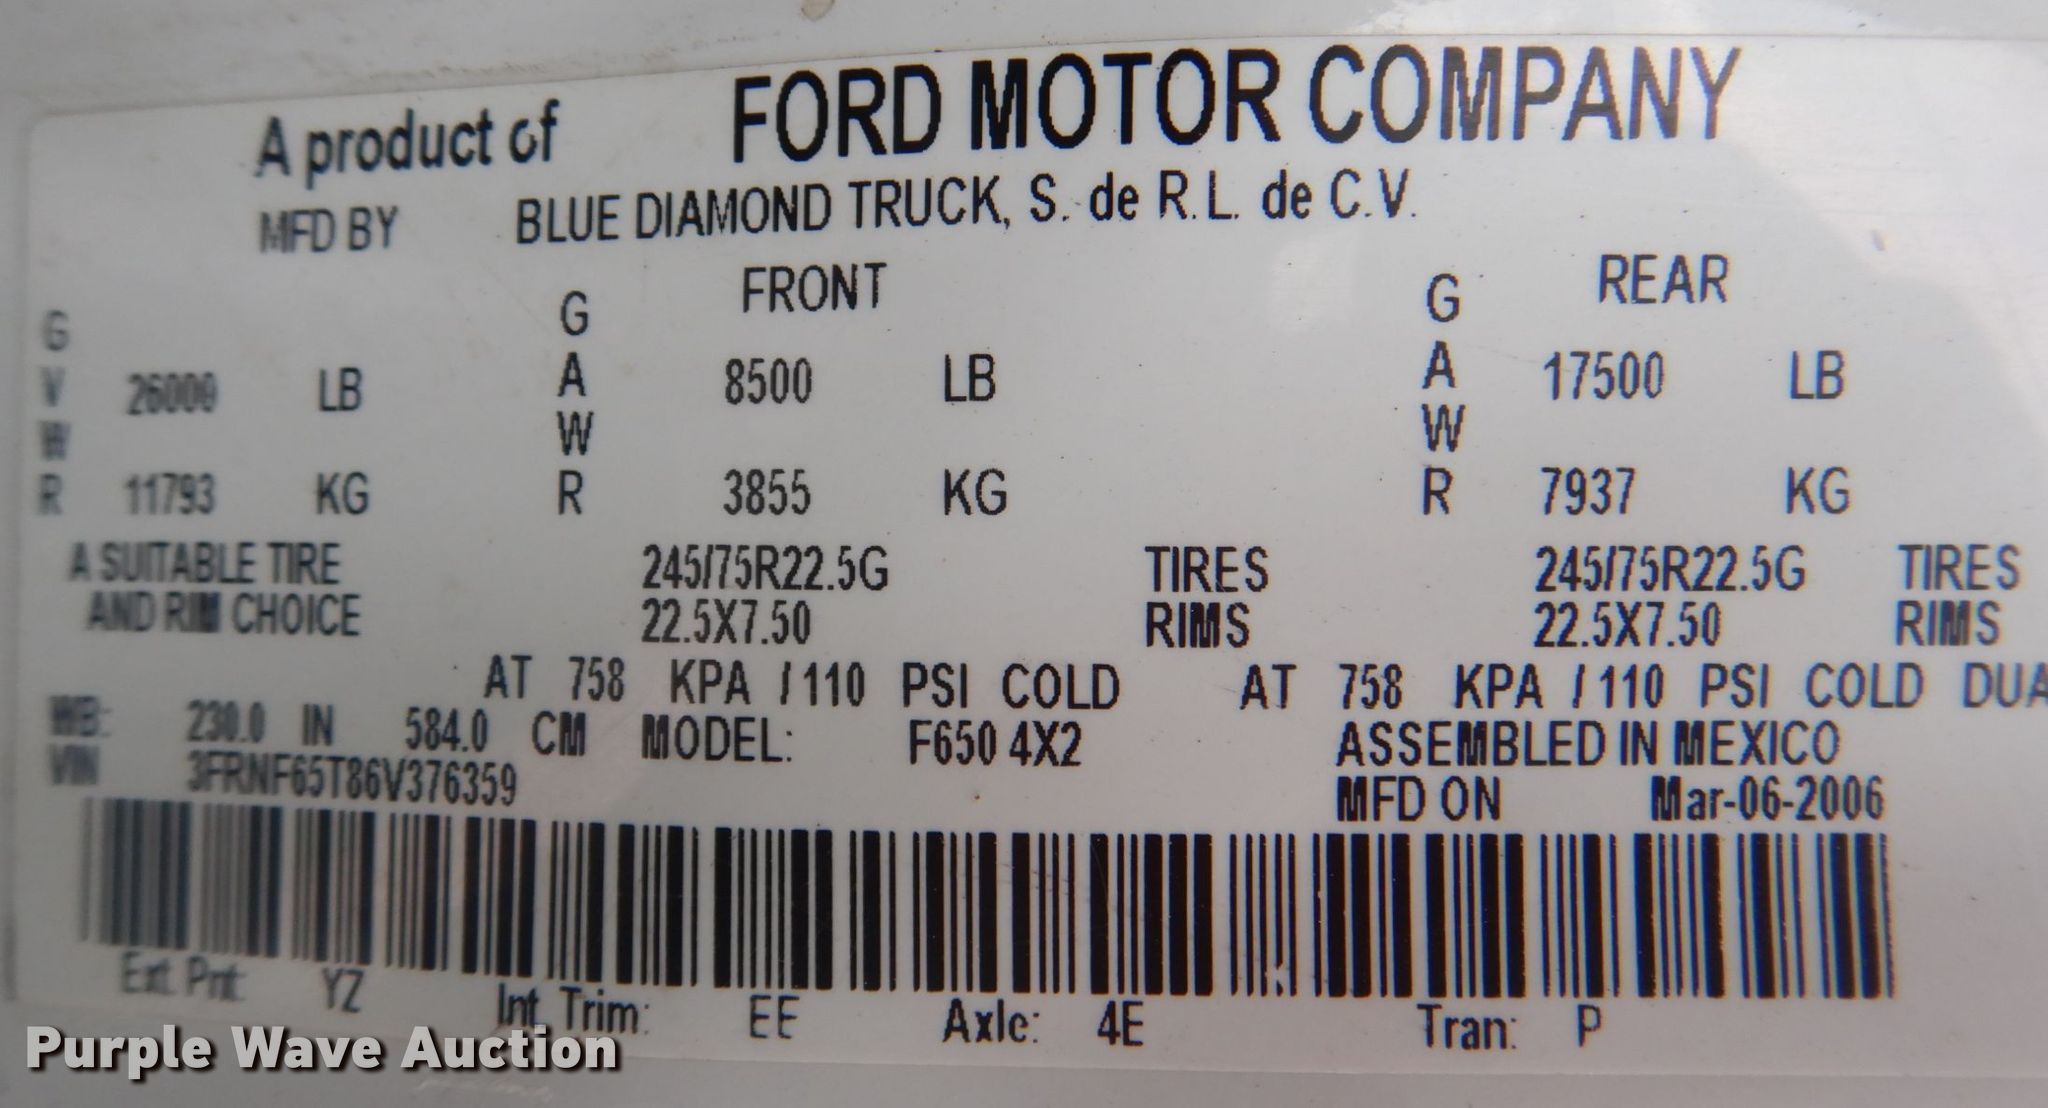 A product of FORD MOTOR COMPANY
MFD BY BLUE DIAMOND TRUCK, S. de R.L. de C.V.
FRONT REAR
GVWR 26000 LB GAWR 8500 LB GAWR 17500 LB
11793 KG 3855 KG 7937 KG
A SUITABLE TIRE 245/75R22.5G TIRES 245/75R22.5G TIRES
AND RIM CHOICE 22.5X7.50 RIMS 22.5X7.50 RIMS
AT 758 KPA / 110 PSI COLD AT 758 KPA / 110 PSI COLD DUA
WB: 230.0 IN 584.0 CM MODEL: F650 4X2 ASSEMBLED IN MEXICO
VIN 3FRNF65T86V376359 MFD ON Mar-06-2006
Ext. Pnt: YZ Int. Trim: EE Axle: 4E Tran: P
Purple Wave Auction